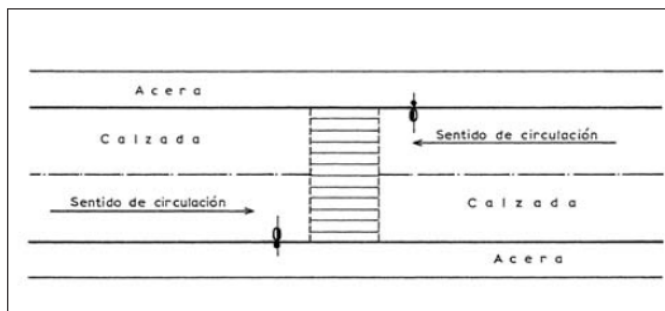 Acera
Calzada
Sentido de circulación
Sentido de circulación
Calzada
Acera